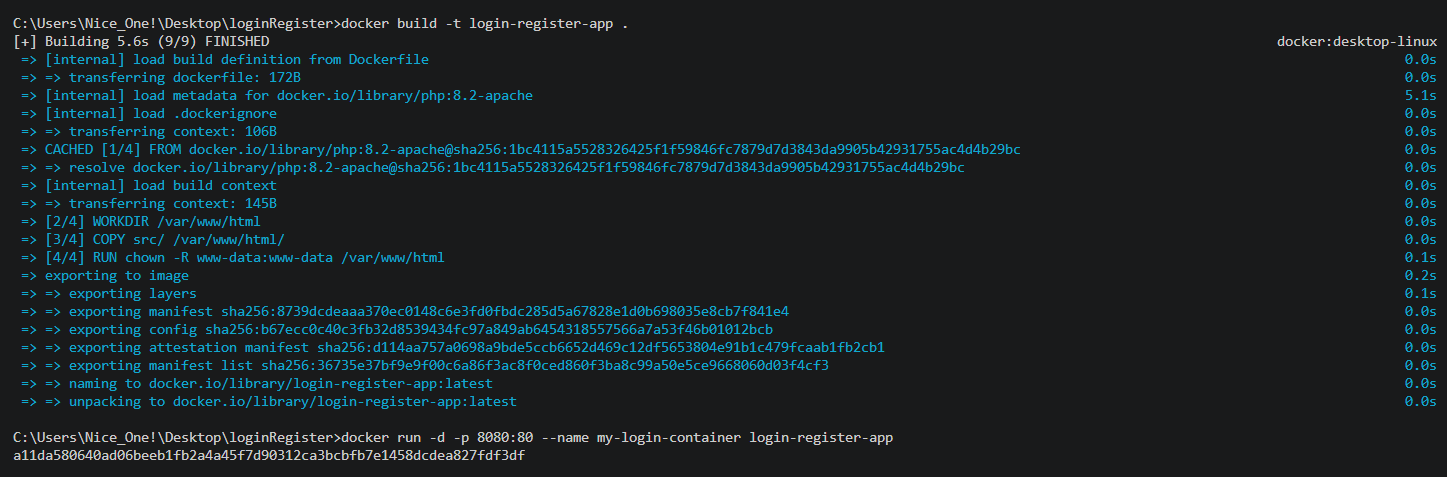 C:\Users\Nice_One!\Desktop\loginRegister>docker build -t login-register-app .
[+] Building 5.6s (9/9) FINISHED docker:desktop-linux
=> [internal] load build definition from Dockerfile 0.0s
=> => transferring dockerfile: 172B 0.0s
=> [internal] load metadata for docker.io/library/php:8.2-apache 5.1s
=> [internal] load .dockerignore 0.0s
=> => transferring context: 106B 0.0s
=> CACHED [1/4] FROM docker.io/library/php:8.2-apache@sha256:1bc4115a5528326425f1f59846fc7879d7d3843da9905b42931755ac4d4b29bc 0.0s
=> => resolve docker.io/library/php:8.2-apache@sha256:1bc4115a5528326425f1f59846fc7879d7d3843da9905b42931755ac4d4b29bc 0.0s
=> [internal] load build context 0.0s
=> => transferring context: 145B 0.0s
=> [2/4] WORKDIR /var/www/html 0.0s
=> [3/4] COPY src/ /var/www/html/ 0.0s
=> [4/4] RUN chown -R www-data:www-data /var/www/html 0.1s
=> exporting to image 0.2s
=> => exporting layers 0.1s
=> => exporting manifest sha256:8739dcdeaaa370ec0148c6e3fd0fbdc285d5a67828e1d0b698035e8cb7f841e4 0.0s
=> => exporting config sha256:b67ecc0c40c3fb32d8539434fc97a849ab6454318557566a7a53f46b01012bcb 0.0s
=> => exporting attestation manifest sha256:d114aa757a0698a9bde5ccb6652d469c12df5653804e91b1c479fcaab1fb2cb1 0.0s
=> => exporting manifest list sha256:36735e37bf9e9f00c6a86f3ac8f0ced860f3ba8c99a50e5ce9668060d03f4cf3 0.0s
=> => naming to docker.io/library/login-register-app:latest 0.0s
=> => unpacking to docker.io/library/login-register-app:latest 0.0s
C:\Users\Nice_One!\Desktop\loginRegister>docker run -d -p 8080:80 --name my-login-container login-register-app
a11da580640ad06beeb1fb2a4a45f7d90312ca3bcbfb7e1458dcdea827fdf3df